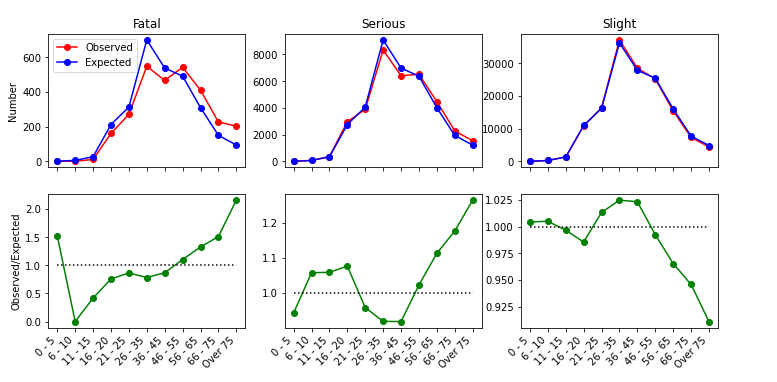 Fatal
Serious
Slight
Number
Observed
Expected
600
400
200
0
8000
6000
4000
2000
0
30000
20000
10000
0
Observed/Expected
2.0
1.5
1.0
0.5
0.0
1.2
1.1
1.0
1.025
1.000
0.975
0.950
0.925
0 - 5
6 - 10
11 - 15
16 - 20
21 - 25
26 - 35
36 - 45
46 - 55
56 - 65
66 - 75
Over 75
0 - 5
6 - 10
11 - 15
16 - 20
21 - 25
26 - 35
36 - 45
46 - 55
56 - 65
66 - 75
Over 75
0 - 5
6 - 10
11 - 15
16 - 20
21 - 25
26 - 35
36 - 45
46 - 55
56 - 65
66 - 75
Over 75